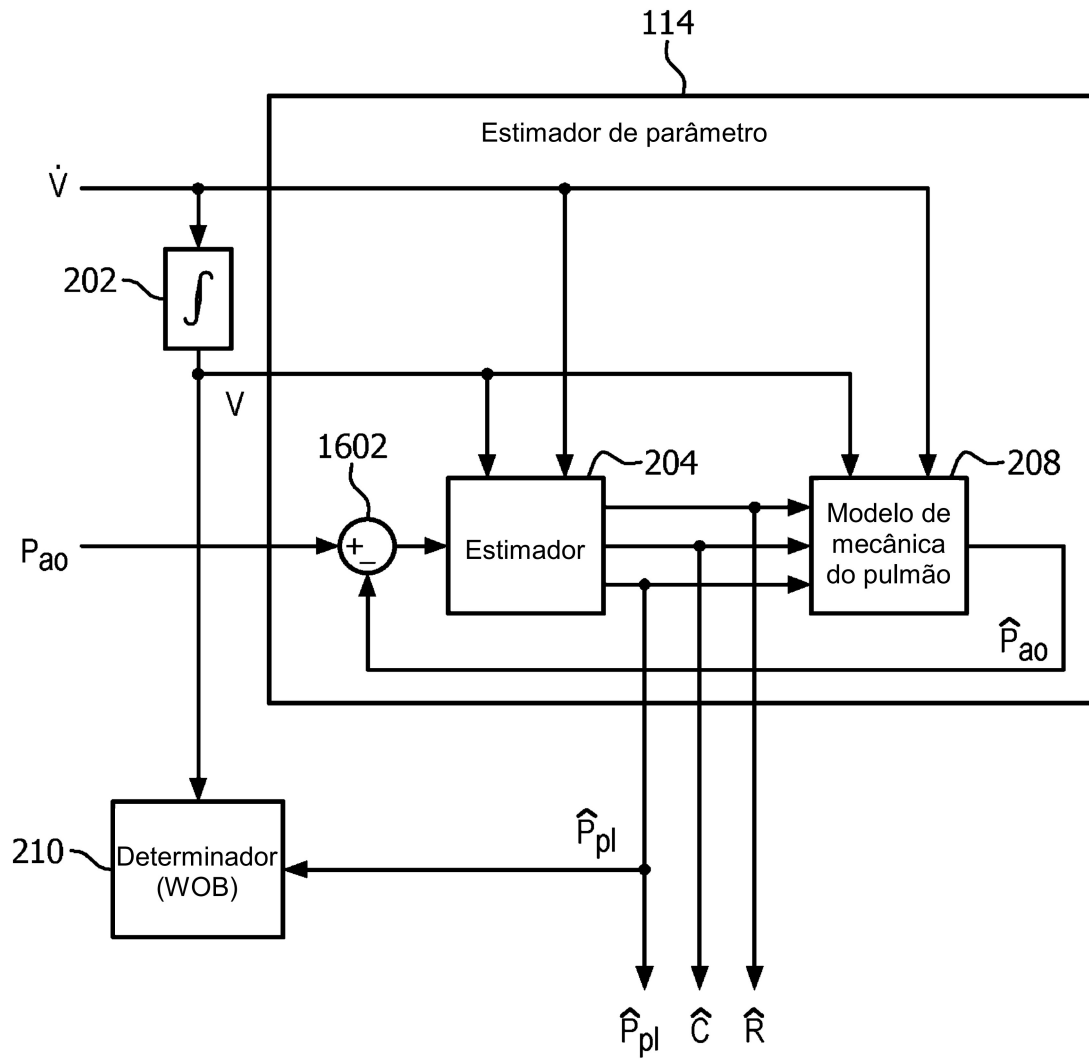 114
Estimador de parâmetro
V̇
202
∫
V
1602
204
208
Pao
+
−
Estimador
Modelo de
mecânica
do pulmão
P̂ao
210
Determinador
(WOB)
P̂pl
P̂pl
Ĉ
R̂